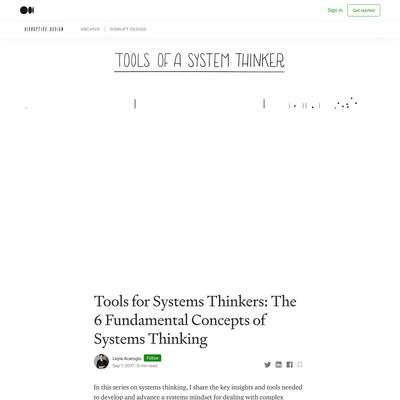 Sign in
Get started
DISRUPTIVE DESIGN
ARCHIVE
DISRUPT DESIGN
TOOLS OF A SYSTEM THINKER
Tools for Systems Thinkers: The
6 Fundamental Concepts of
Systems Thinking
Leyla Acaroglu
Follow
Sep 7, 2017 · 5 min read
In this series on systems thinking, I share the key insights and tools needed
to develop and advance a systems mindset for dealing with complex